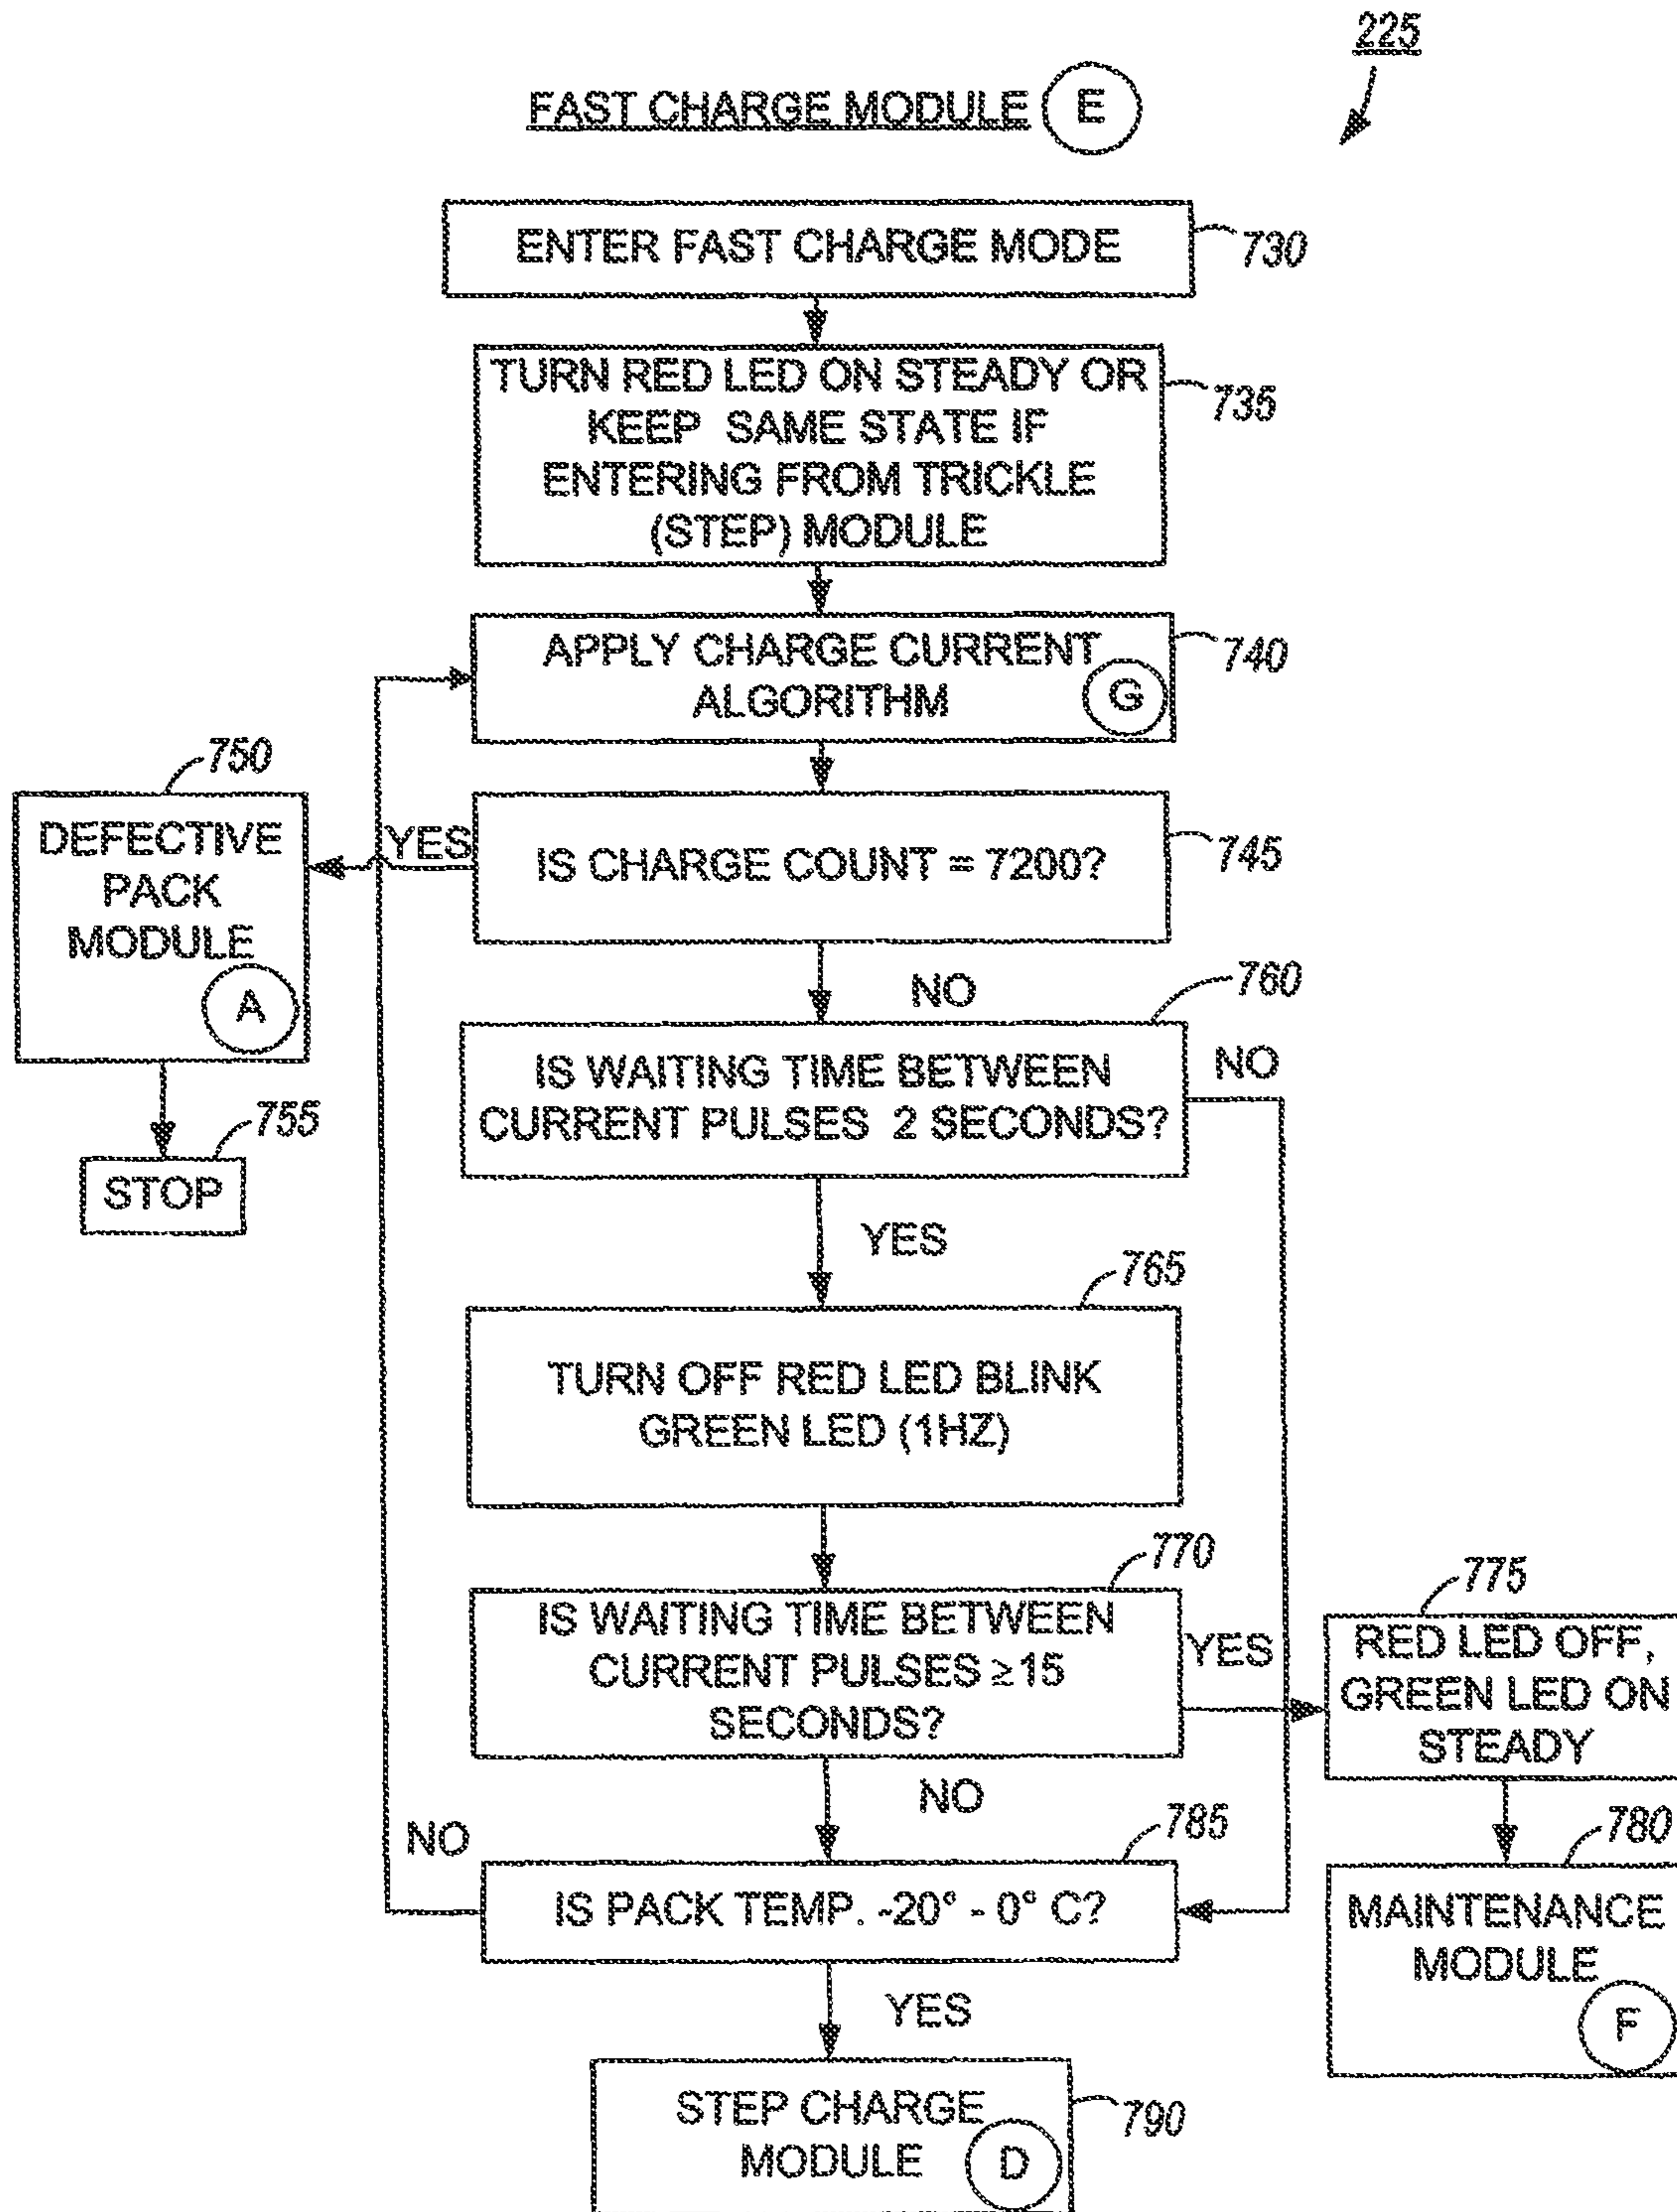 225
FAST CHARGE MODULE E
ENTER FAST CHARGE MODE
730
TURN RED LED ON STEADY OR
KEEP SAME STATE IF
ENTERING FROM TRICKLE
(STEP) MODULE
735
APPLY CHARGE CURRENT
ALGORITHM
G
740
750
DEFECTIVE
PACK
MODULE
A
YES
IS CHARGE COUNT = 7200?
745
NO
755
STOP
760
IS WAITING TIME BETWEEN
CURRENT PULSES 2 SECONDS?
NO
YES
765
TURN OFF RED LED BLINK
GREEN LED (1HZ)
770
IS WAITING TIME BETWEEN
CURRENT PULSES ≥15
SECONDS?
YES
775
RED LED OFF,
GREEN LED ON
STEADY
NO
NO
785
IS PACK TEMP. -20° - 0° C?
780
MAINTENANCE
MODULE
F
YES
STEP CHARGE
MODULE
D
790